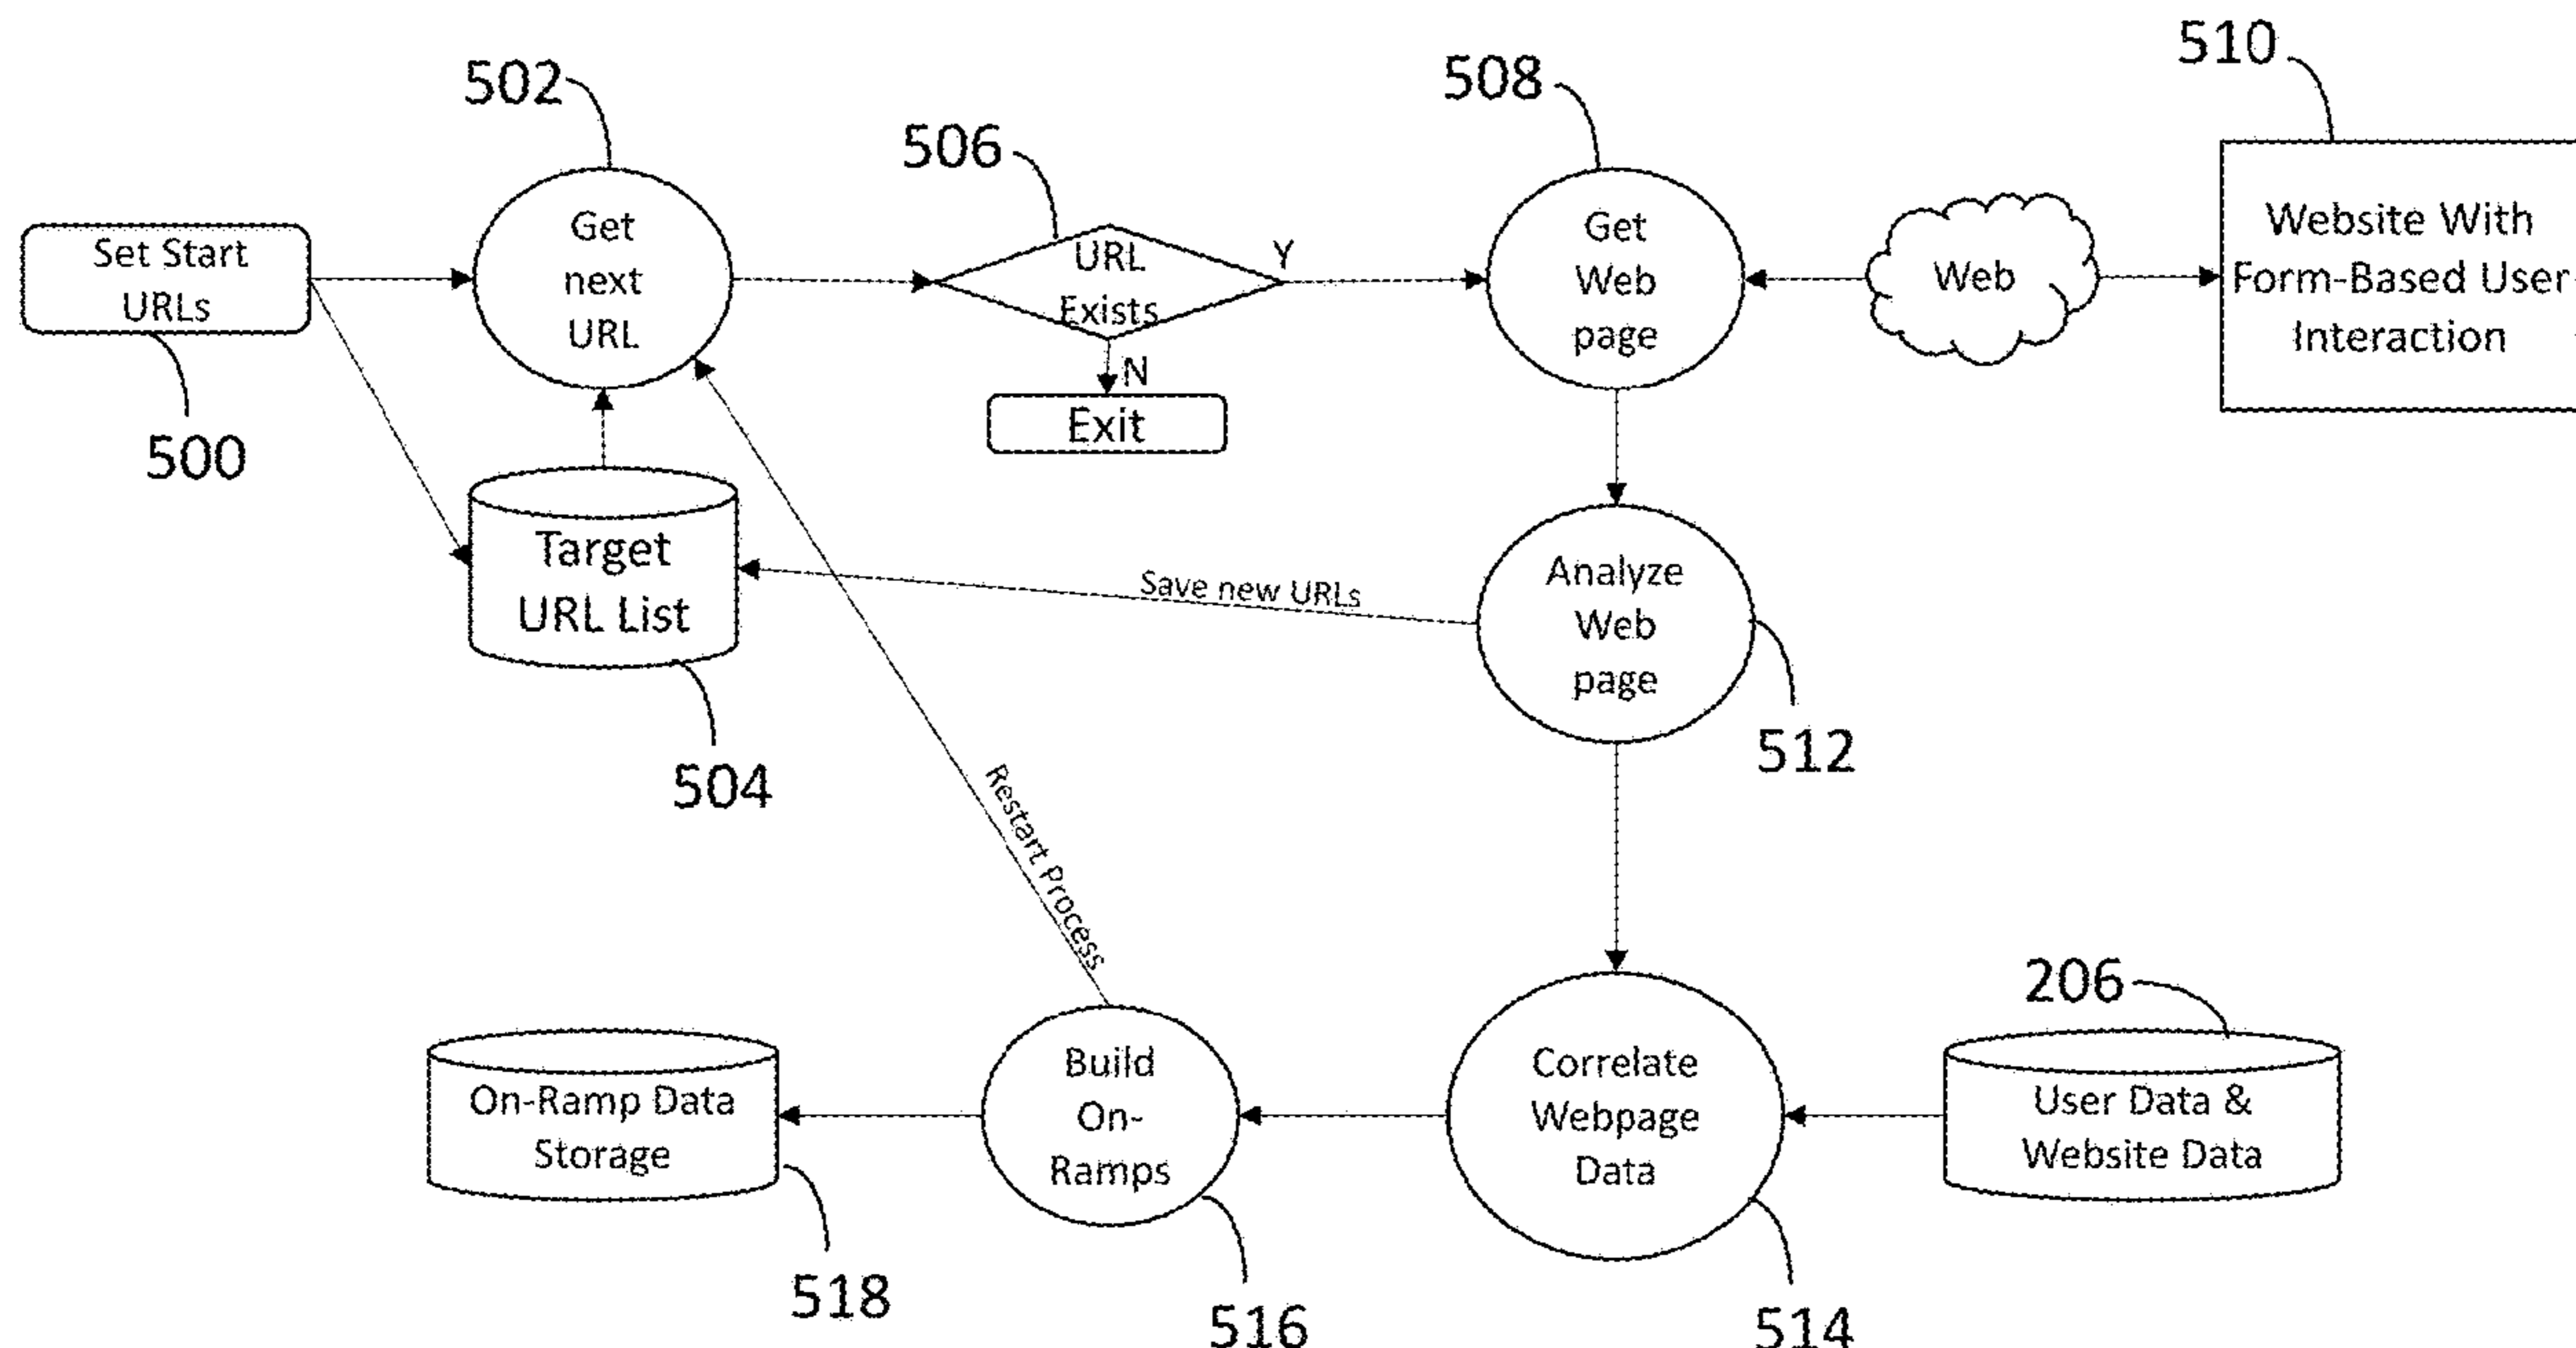 510
502
508
506
Set Start
URLs
Get
next
URL
URL
Exists
Y
N
Exit
Get
Web
page
Web
Website With
Form-Based User
Interaction
500
Target
URL List
504
Save new URLs
Analyze
Web
page
512
Restart Process
206
On-Ramp Data
Storage
Build
On-
Ramps
Correlate
Webpage
Data
User Data &
Website Data
518
516
514